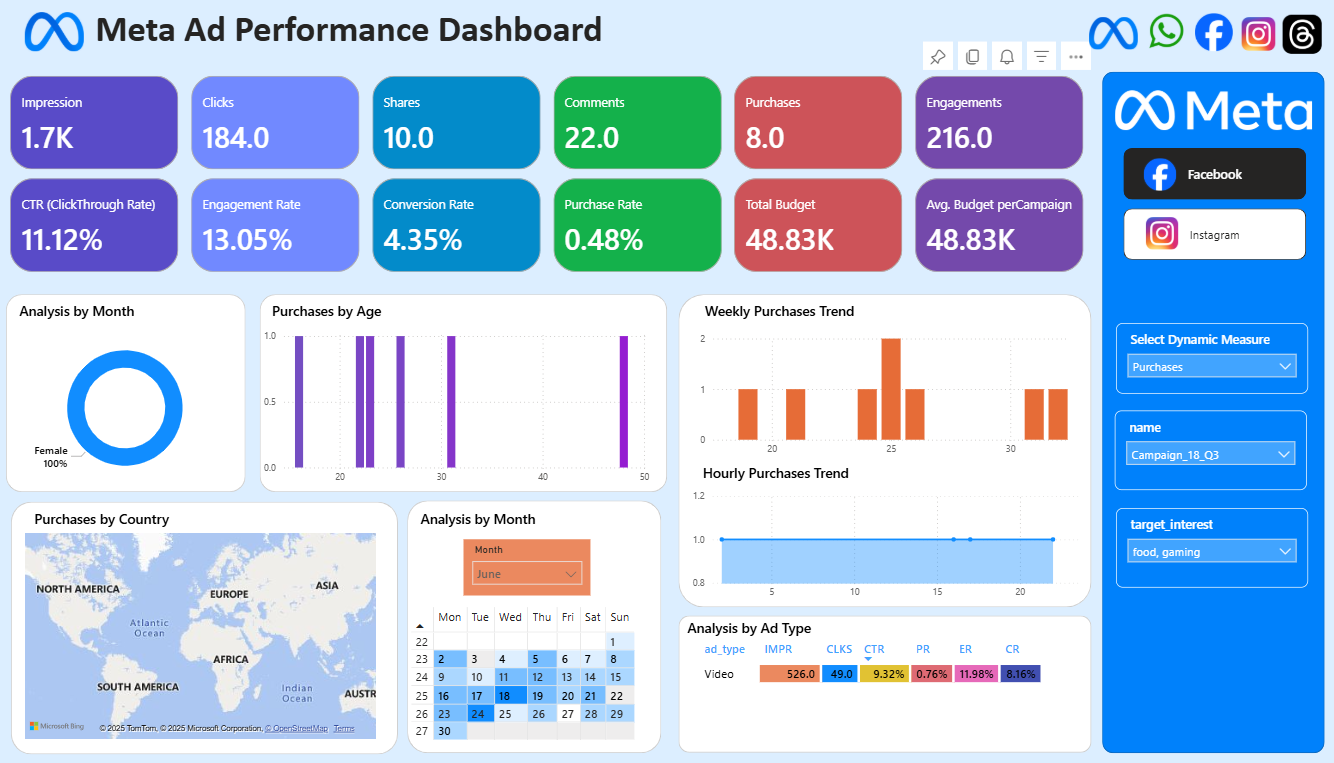 Meta Ad Performance Dashboard
Impression
1.7K
Clicks
184.0
Shares
10.0
Comments
22.0
Purchases
8.0
Engagements
216.0
CTR (ClickThrough Rate)
11.12%
Engagement Rate
13.05%
Conversion Rate
4.35%
Purchase Rate
0.48%
Total Budget
48.83K
Avg. Budget perCampaign
48.83K
Meta
Facebook
Instagram
Select Dynamic Measure
Purchases
name
Campaign_18_Q3
target_interest
food, gaming
Analysis by Month
Female
100%
Purchases by Age
1.0
0.5
0.0
20 30 40 50
Weekly Purchases Trend
2
1
0
20 25 30
Hourly Purchases Trend
1.2
1.0
0.8
5 10 15 20
Purchases by Country
NORTH AMERICA
EUROPE
ASIA
Atlantic
Ocean
AFRICA
SOUTH AMERICA
Indian
Ocean
AUSTR
Microsoft Bing
© 2025 TomTom, © 2025 Microsoft Corporation, © OpenStreetMap Terms
Analysis by Month
Month
June
Mon Tue Wed Thu Fri Sat Sun
22 1
23 2 3 4 5 6 7 8
24 9 10 11 12 13 14 15
25 16 17 18 19 20 21 22
26 23 24 25 26 27 28 29
27 30
Analysis by Ad Type
ad_type IMPR CLKS CTR PR ER CR
Video 526.0 49.0 9.32% 0.76% 11.98% 8.16%